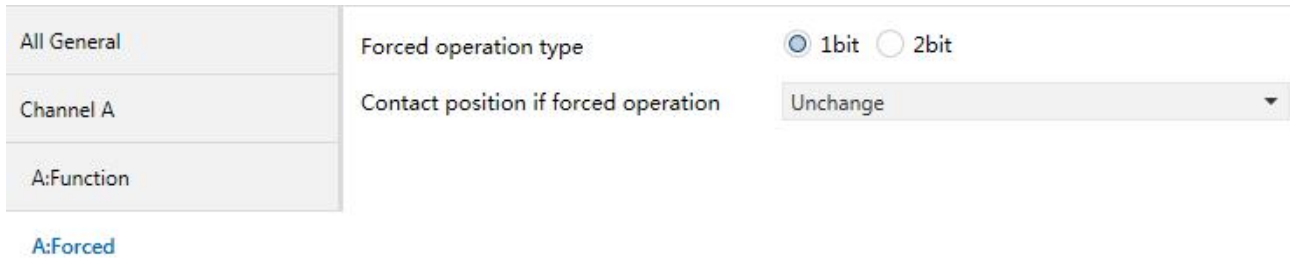 All General
Channel A
A:Function
A:Forced
Forced operation type
1bit 2bit
Contact position if forced operation
Unchange